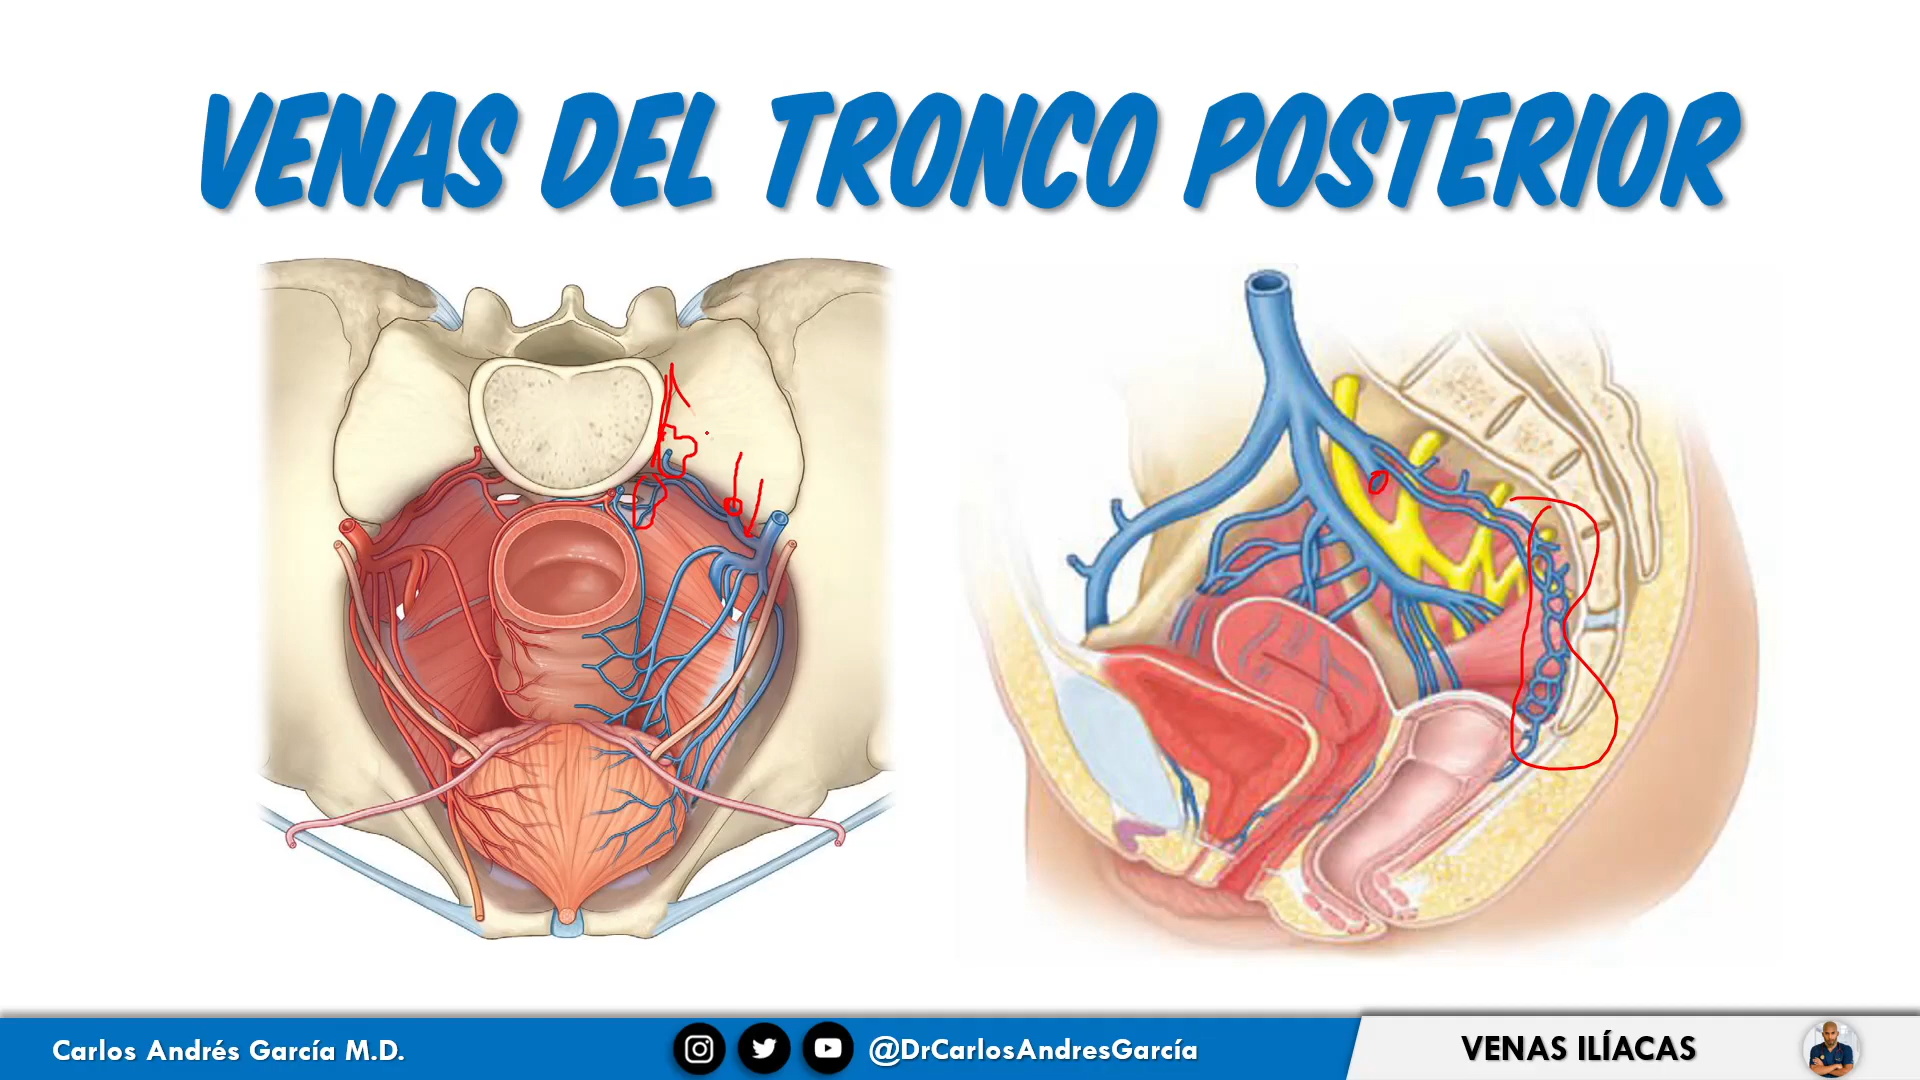 VENAS DEL TRONCO POSTERIOR
Carlos Andrés García M.D.
@DrCarlosAndresGarcía
VENAS ILÍACAS